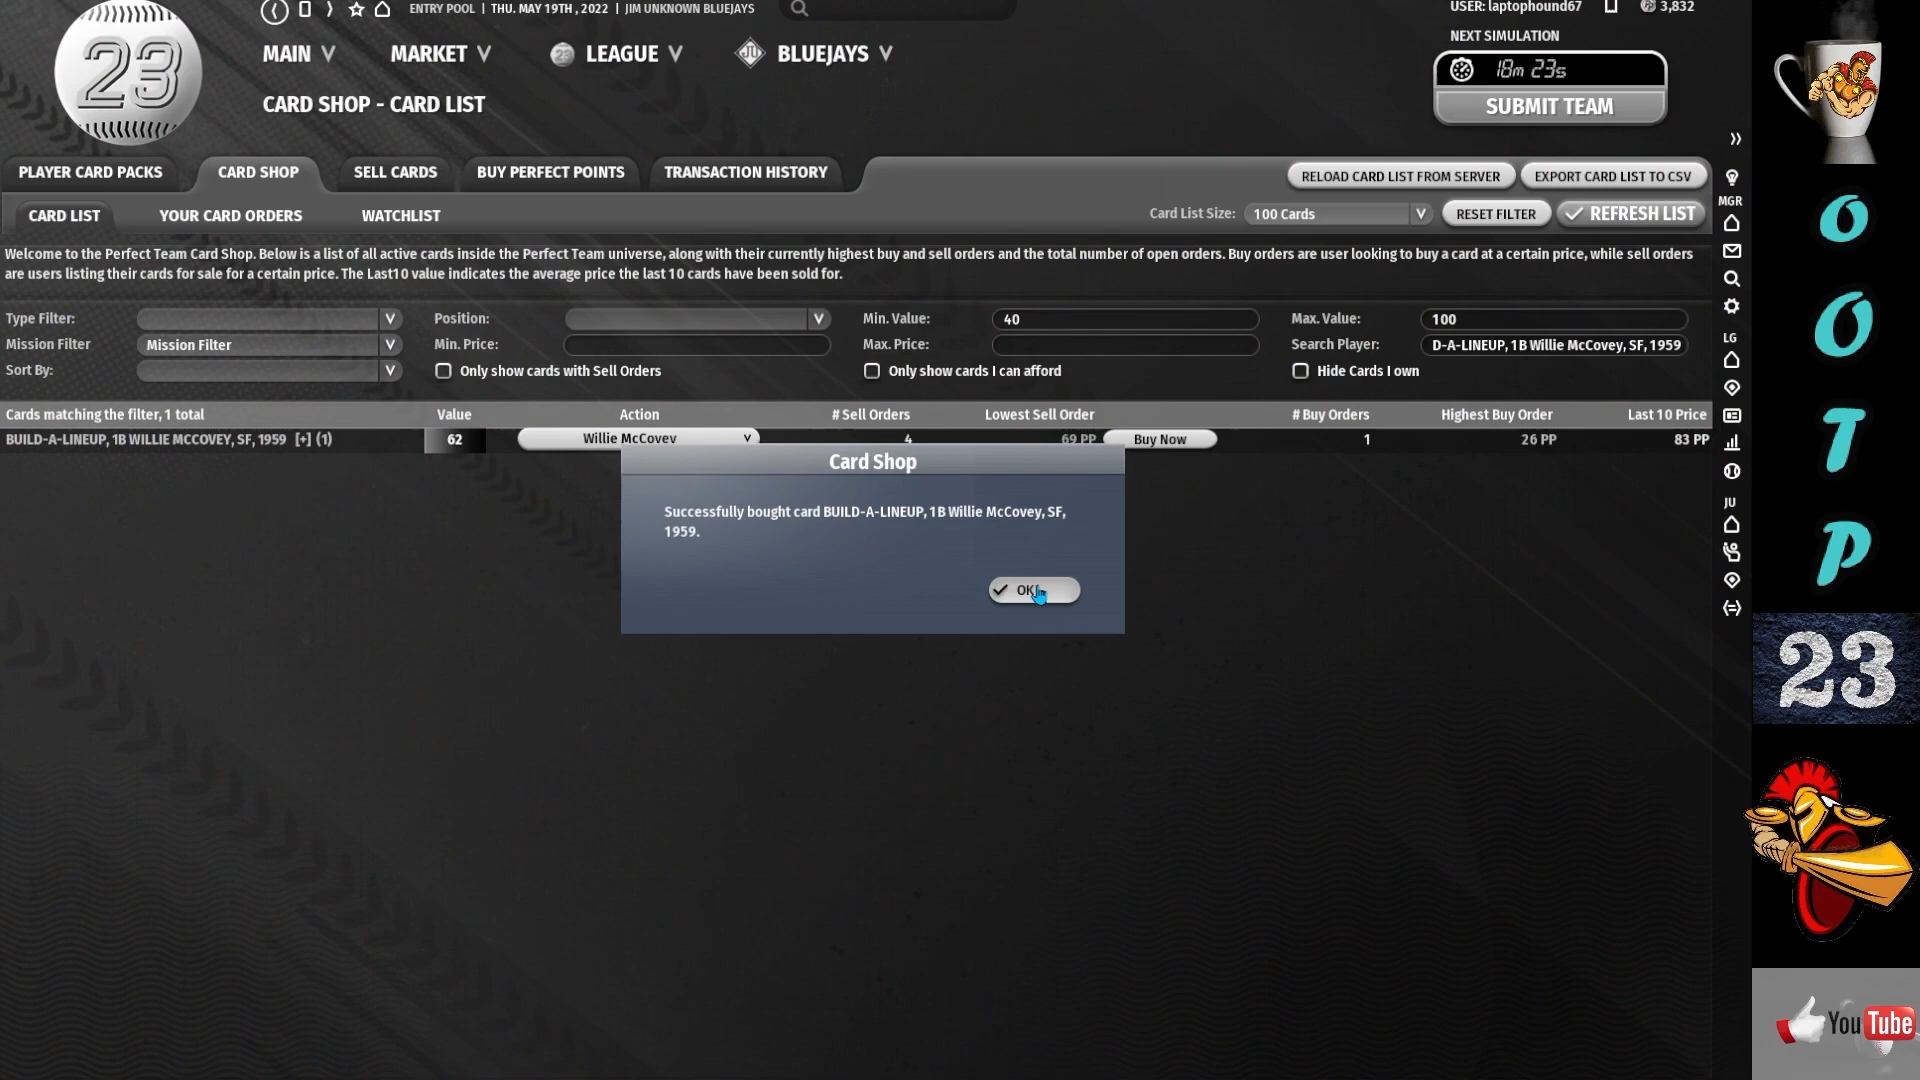 ENTRY POOL | THU. MAY 19TH , 2022 | JIM UNKNOWN BLUEJAYS
USER: laptophound67 3,832
NEXT SIMULATION
18m 23s
SUBMIT TEAM
23
MAIN MARKET LEAGUE BLUEJAYS
CARD SHOP - CARD LIST
PLAYER CARD PACKS CARD SHOP SELL CARDS BUY PERFECT POINTS TRANSACTION HISTORY
RELOAD CARD LIST FROM SERVER EXPORT CARD LIST TO CSV
CARD LIST YOUR CARD ORDERS WATCHLIST
Card List Size: 100 Cards RESET FILTER REFRESH LIST
Welcome to the Perfect Team Card Shop. Below is a list of all active cards inside the Perfect Team universe, along with their currently highest buy and sell orders and the total number of open orders. Buy orders are user looking to buy a card at a certain price, while sell orders
are users listing their cards for sale for a certain price. The Last10 value indicates the average price the last 10 cards have been sold for.
Type Filter: Position: Min. Value: 40 Max. Value: 100
Mission Filter Mission Filter Min. Price: Max. Price: Search Player: D-A-LINEUP, 1B Willie McCovey, SF, 1959
Sort By: Only show cards with Sell Orders Only show cards I can afford Hide Cards I own
Cards matching the filter, 1 total Value Action # Sell Orders Lowest Sell Order # Buy Orders Highest Buy Order Last 10 Price
BUILD-A-LINEUP, 1B WILLIE MCCOVEY, SF, 1959 [+] (1) 62 Willie McCovey 4 69 PP Buy Now 1 26 PP 83 PP
Card Shop
Successfully bought card BUILD-A-LINEUP, 1B Willie McCovey, SF,
1959.
OK
MGR
LG
JU
O
O
T
P
23
YouTube